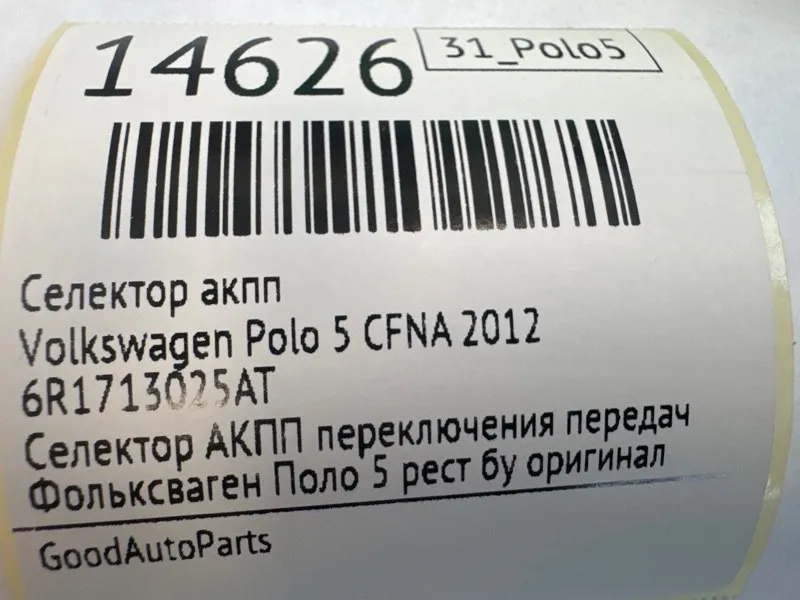 14626
31_Polo5
Селектор акпп
Volkswagen Polo 5 CFNA 2012
6R1713025AT
Селектор АКПП переключения передач
Фольксваген Поло 5 рест бу оригинал
GoodAutoParts